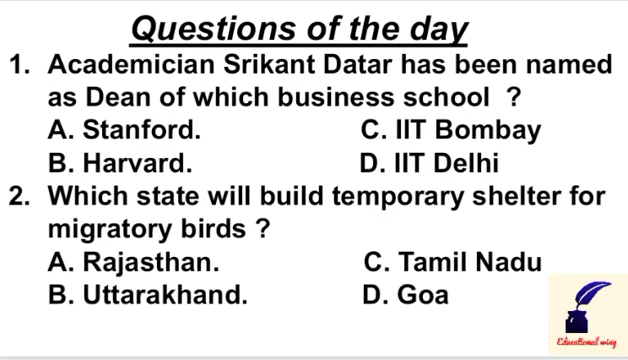 Questions of the day
1. Academician Srikant Datar has been named
as Dean of which business school ?
A. Stanford. C. IIT Bombay
B. Harvard. D. IIT Delhi
2. Which state will build temporary shelter for
migratory birds ?
A. Rajasthan. C. Tamil Nadu
B. Uttarakhand. D. Goa
Educational wing